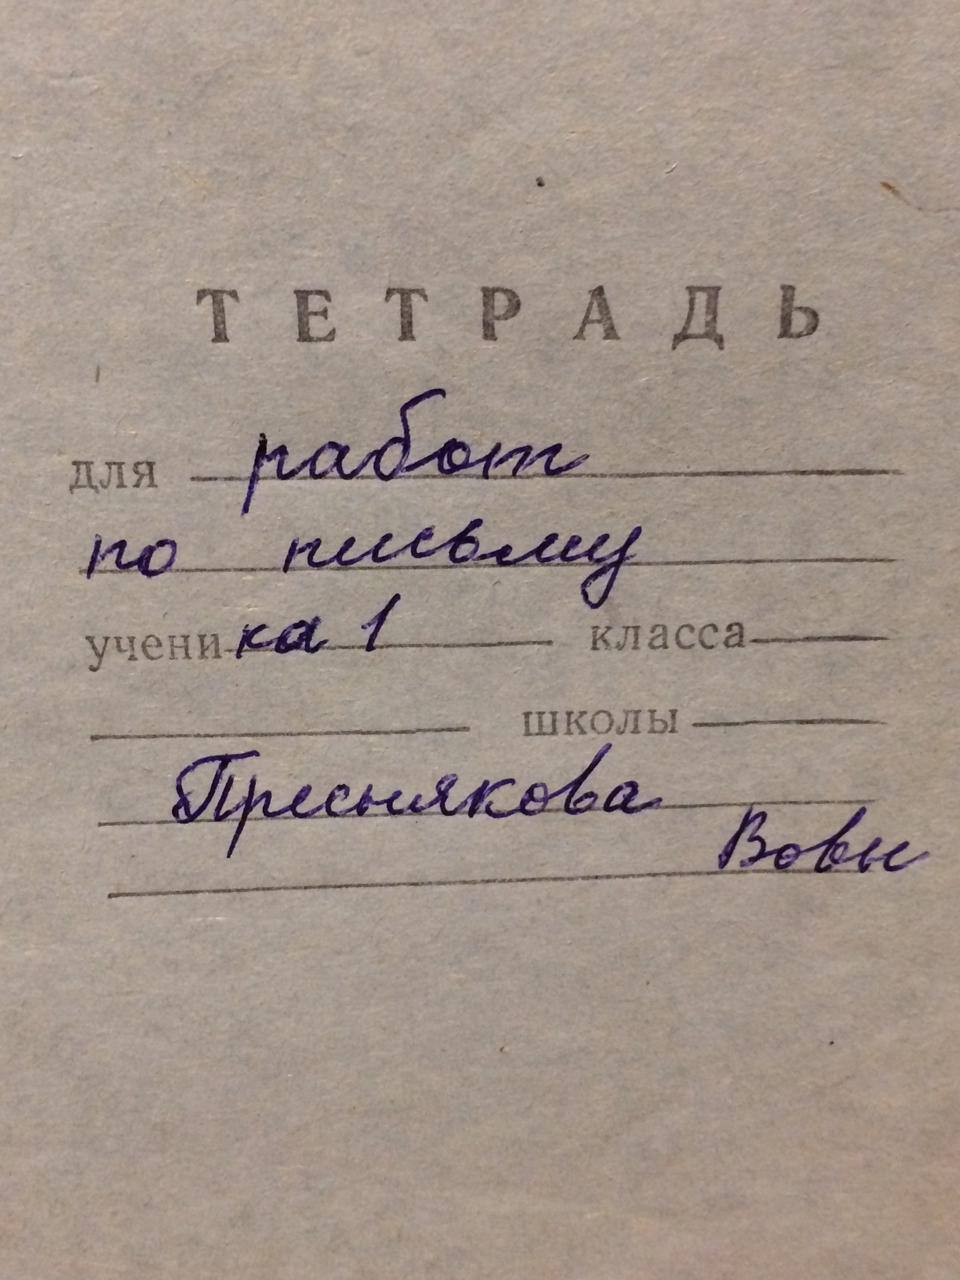 ТЕТРАДЬ
для работ
по письму
ученика 1 класса
школы
Преснякова
Вовы